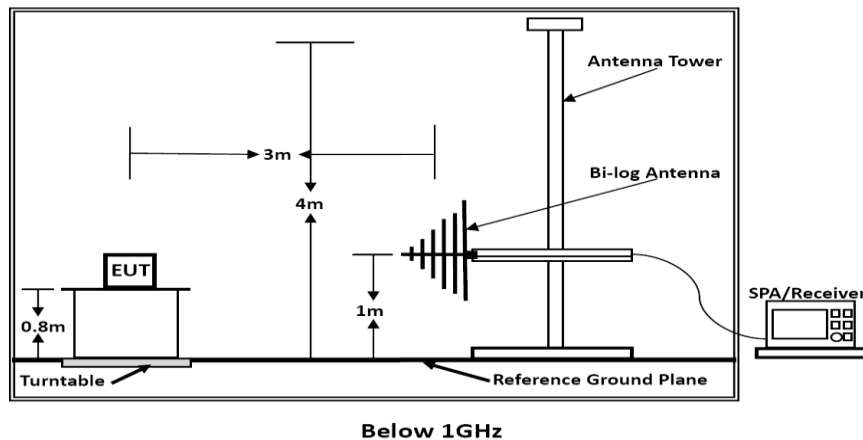 Antenna Tower
3m
Bi-log Antenna
4m
EUT
1m
SPA/Receiver
0.8m
Turntable
Reference Ground Plane
Below 1GHz